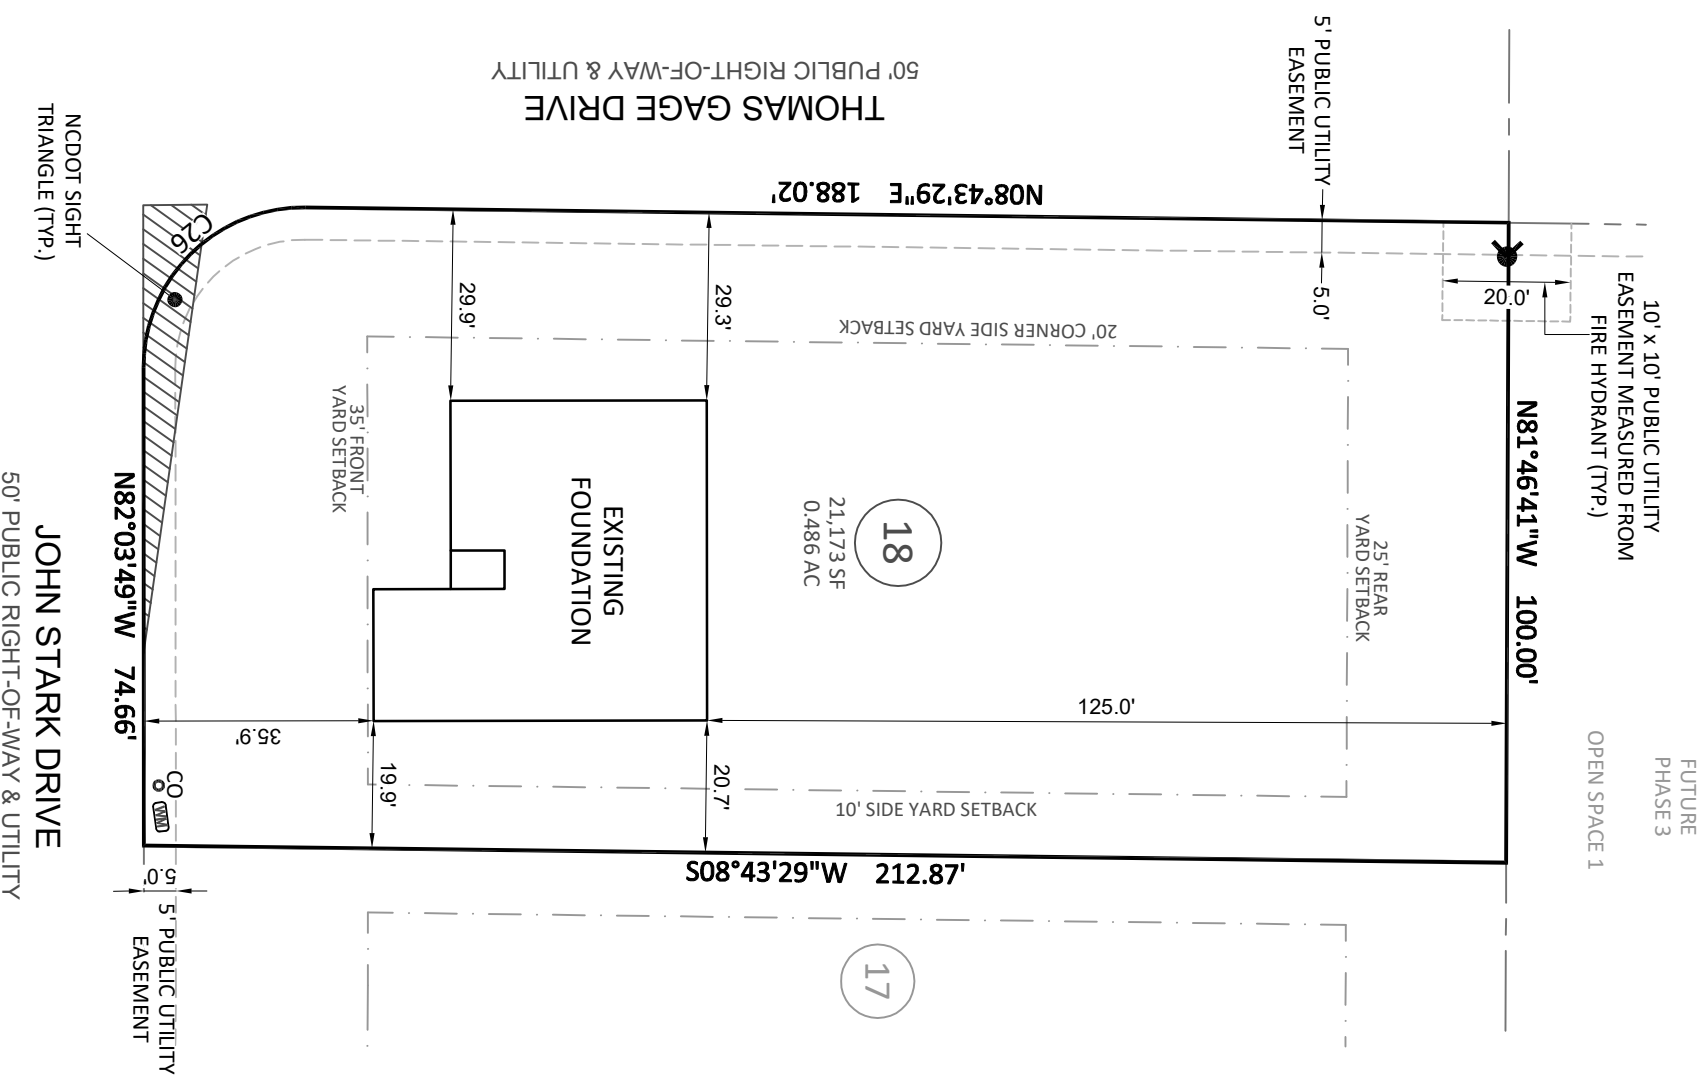 THOMAS GAGE DRIVE
50' PUBLIC RIGHT-OF-WAY & UTILITY
N08°43'29"E 188.02'
5' PUBLIC UTILITY
EASEMENT
5.0'
10' x 10' PUBLIC UTILITY
EASEMENT MEASURED FROM
FIRE HYDRANT (TYP.)
20.0'
NCDOT SIGHT
TRIANGLE (TYP.)
C26
29.9'
29.3'
20' CORNER SIDE YARD SETBACK
35' FRONT
YARD SETBACK
EXISTING
FOUNDATION
18
21,173 SF
0.486 AC
25' REAR
YARD SETBACK
N81°46'41"W 100.00'
N82°03'49"W 74.66'
JOHN STARK DRIVE
50' PUBLIC RIGHT-OF-WAY & UTILITY
35.9'
125.0'
19.9'
20.7'
10' SIDE YARD SETBACK
CO
WM
S08°43'29"W 212.87'
5.0'
5' PUBLIC UTILITY
EASEMENT
17
FUTURE
PHASE 3
OPEN SPACE 1